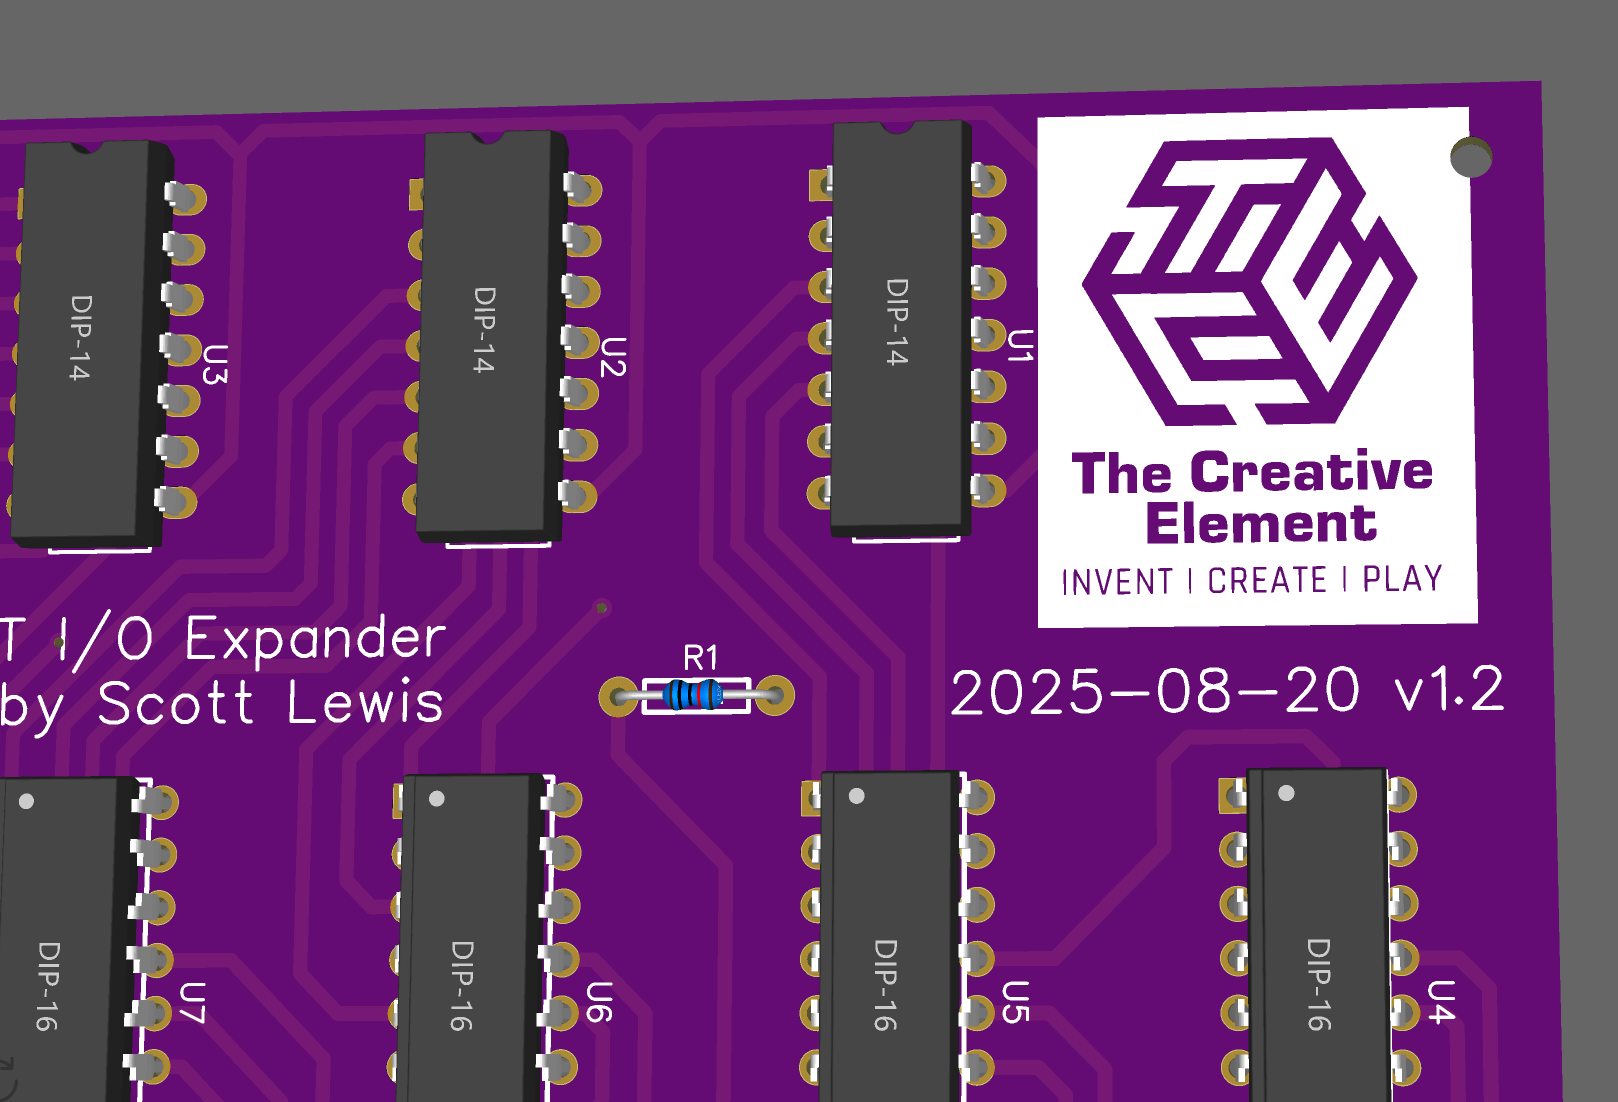 DIP-14
U3
DIP-14
U2
DIP-14
U1
The Creative
Element
INVENT | CREATE | PLAY
T I/O Expander
by Scott Lewis
R1
2025-08-20 v1.2
DIP-16
U7
DIP-16
U6
DIP-16
U5
DIP-16
U4